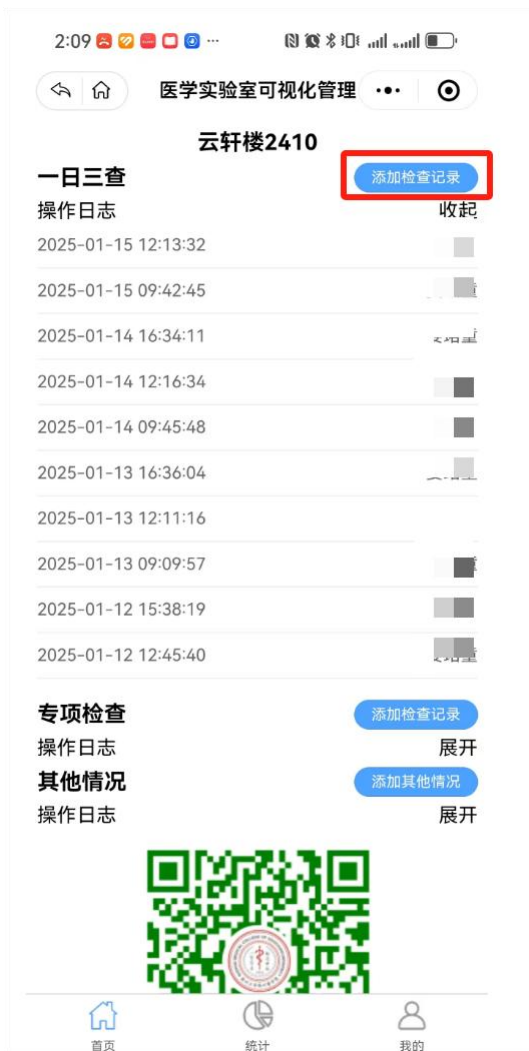 2:09
医学实验室可视化管理
云轩楼2410
一日三查
添加检查记录
操作日志
收起
2025-01-15 12:13:32
2025-01-15 09:42:45
2025-01-14 16:34:11
2025-01-14 12:16:34
2025-01-14 09:45:48
2025-01-13 16:36:04
2025-01-13 12:11:16
2025-01-13 09:09:57
2025-01-12 15:38:19
2025-01-12 12:45:40
专项检查
添加检查记录
操作日志
展开
其他情况
添加其他情况
操作日志
展开
首页
统计
我的